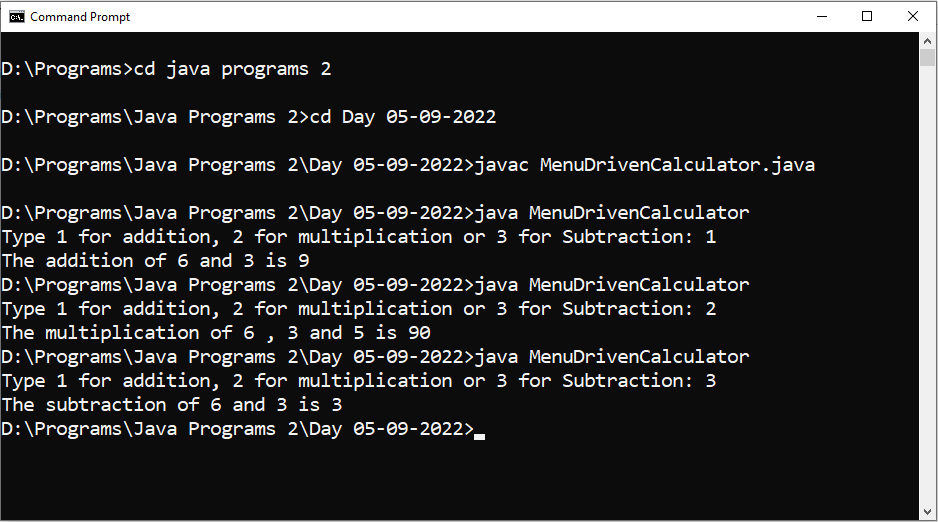 Command Prompt
D:\Programs>cd java programs 2
D:\Programs\Java Programs 2>cd Day 05-09-2022
D:\Programs\Java Programs 2\Day 05-09-2022>javac MenuDrivenCalculator.java
D:\Programs\Java Programs 2\Day 05-09-2022>java MenuDrivenCalculator
Type 1 for addition, 2 for multiplication or 3 for Subtraction: 1
The addition of 6 and 3 is 9
D:\Programs\Java Programs 2\Day 05-09-2022>java MenuDrivenCalculator
Type 1 for addition, 2 for multiplication or 3 for Subtraction: 2
The multiplication of 6 , 3 and 5 is 90
D:\Programs\Java Programs 2\Day 05-09-2022>java MenuDrivenCalculator
Type 1 for addition, 2 for multiplication or 3 for Subtraction: 3
The subtraction of 6 and 3 is 3
D:\Programs\Java Programs 2\Day 05-09-2022>